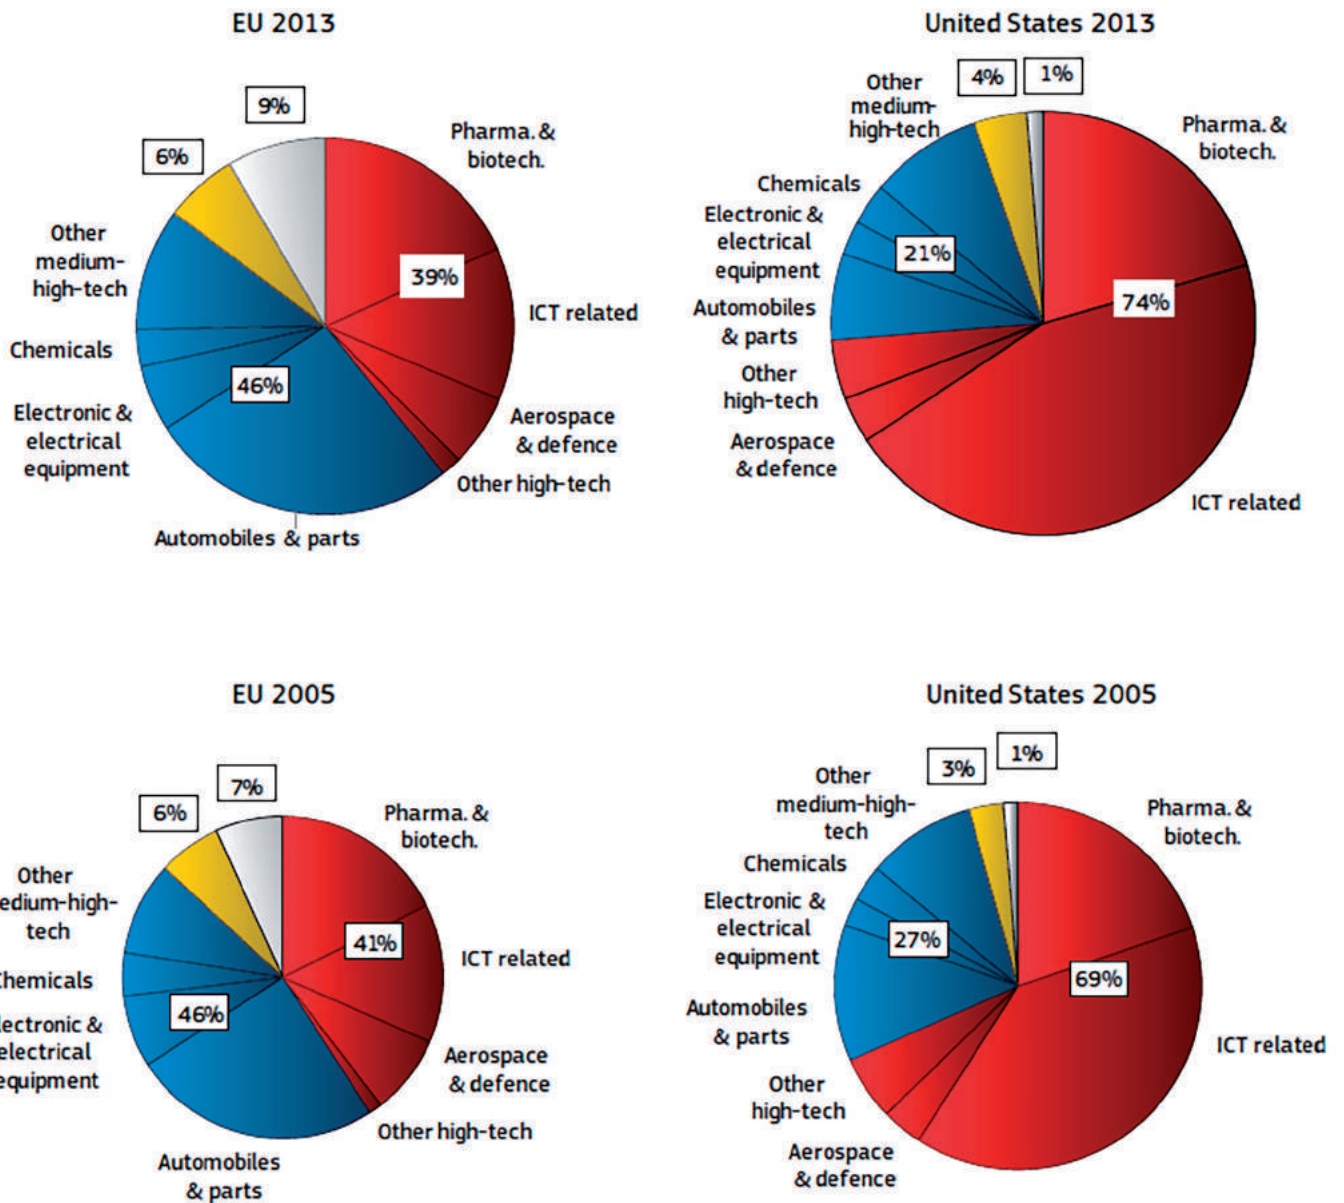 EU 2013
9%
6%
Pharma. &
biotech.
Other
medium-
high-tech
39%
ICT related
Chemicals
46%
Electronic &
electrical
equipment
Aerospace
& defence
Other high-tech
Automobiles & parts
United States 2013
4%
1%
Other
medium-
high-tech
Pharma. &
biotech.
Chemicals
Electronic &
electrical
equipment
21%
74%
Automobiles
& parts
Other
high-tech
Aerospace
& defence
ICT related
EU 2005
7%
6%
Pharma. &
biotech.
Other
medium-high-
tech
41%
ICT related
Chemicals
46%
Electronic &
electrical
equipment
Aerospace
& defence
Other high-tech
Automobiles
& parts
United States 2005
3%
1%
Other
medium-high-
tech
Pharma. &
biotech.
Chemicals
Electronic &
electrical
equipment
27%
69%
Automobiles
& parts
ICT related
Other
high-tech
Aerospace
& defence